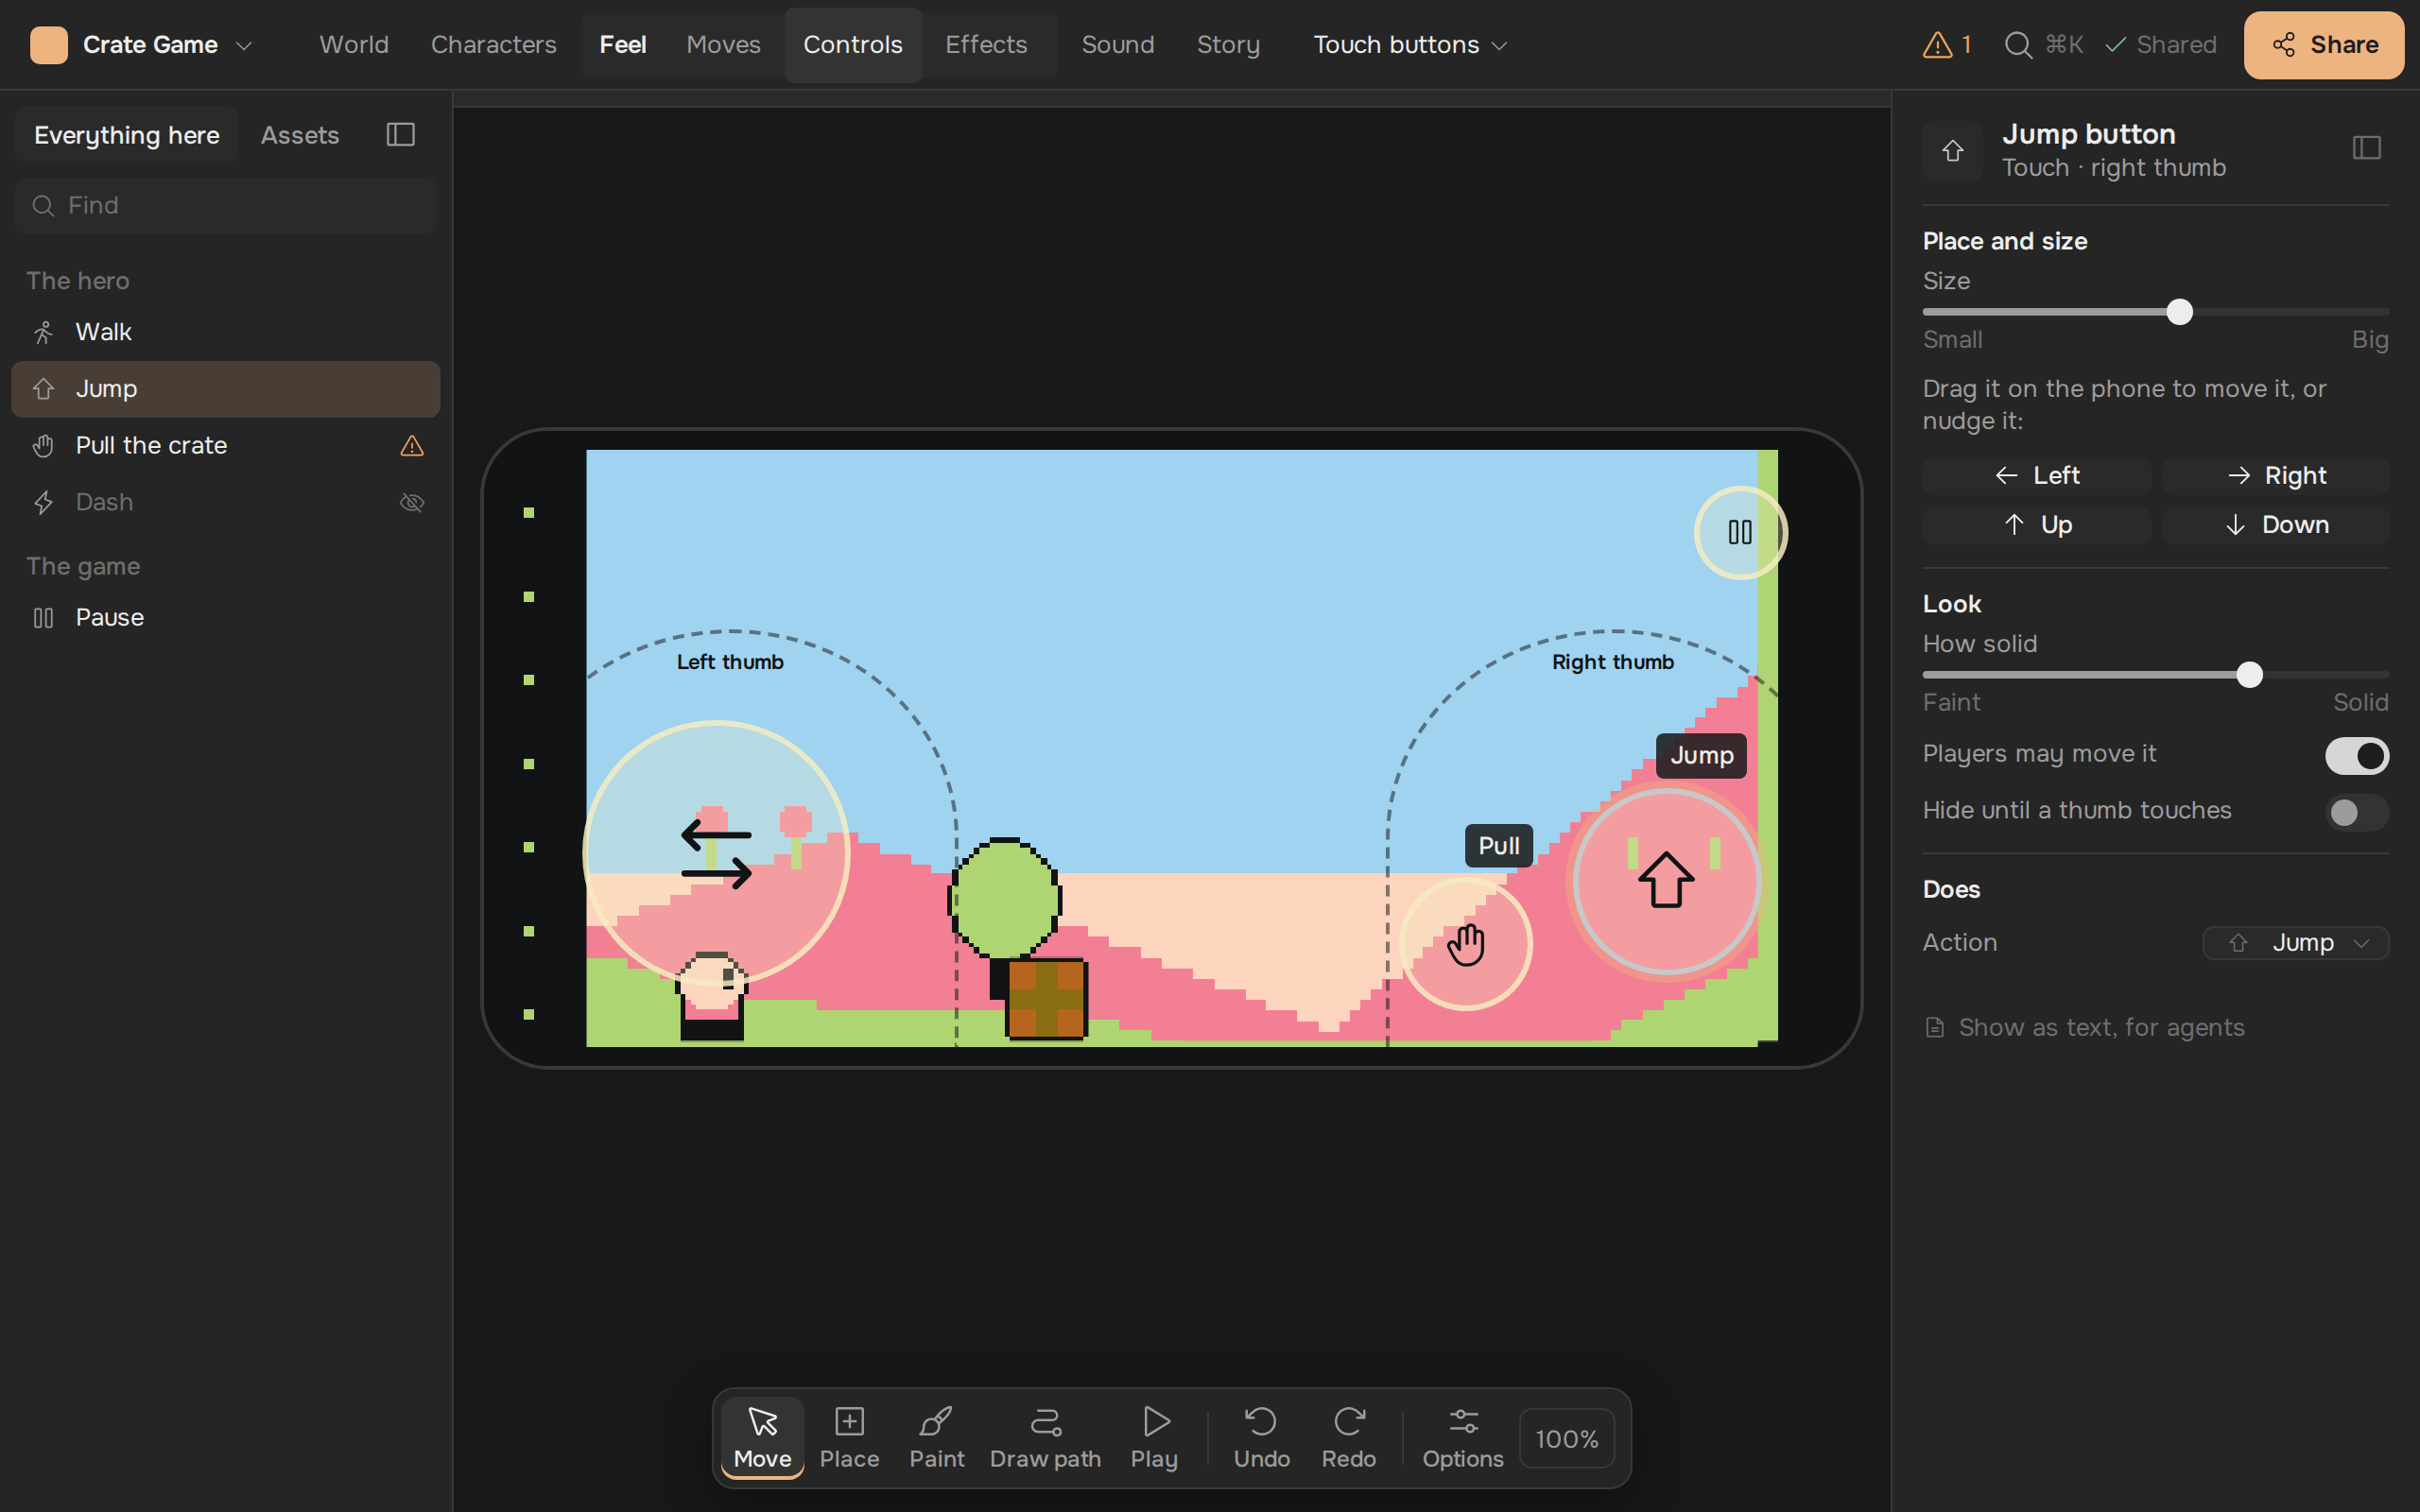 Crate Game
World
Characters
Feel
Moves
Controls
Effects
Sound
Story
Touch buttons
1
⌘K
Shared
Share
Everything here
Assets
Find
The hero
Walk
Jump
Pull the crate
Dash
The game
Pause
Left thumb
Right thumb
Jump
Pull
Jump button
Touch · right thumb
Place and size
Size
Small
Big
Drag it on the phone to move it, or
nudge it:
Left
Right
Up
Down
Look
How solid
Faint
Solid
Players may move it
Hide until a thumb touches
Does
Action
Jump
Show as text, for agents
Move
Place
Paint
Draw path
Play
Undo
Redo
Options
100%